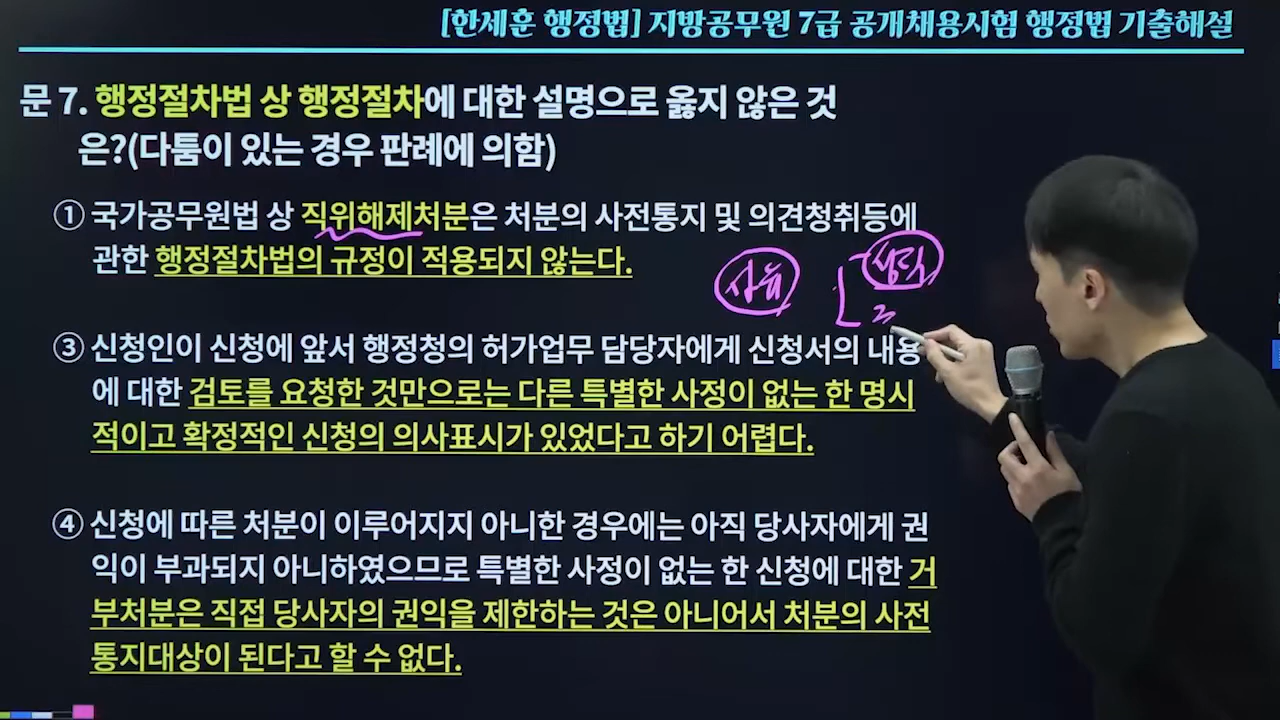 [한세훈 행정법] 지방공무원 7급 공개채용시험 행정법 기출해설
문 7. 행정절차법 상 행정절차에 대한 설명으로 옳지 않은 것
은?(다툼이 있는 경우 판례에 의함)
① 국가공무원법 상 직위해제처분은 처분의 사전통지 및 의견청취등에
관한 행정절차법의 규정이 적용되지 않는다.
③ 신청인이 신청에 앞서 행정청의 허가업무 담당자에게 신청서의 내용
에 대한 검토를 요청한 것만으로는 다른 특별한 사정이 없는 한 명시
적이고 확정적인 신청의 의사표시가 있었다고 하기 어렵다.
④ 신청에 따른 처분이 이루어지지 아니한 경우에는 아직 당사자에게 권
익이 부과되지 아니하였으므로 특별한 사정이 없는 한 신청에 대한 거
부처분은 직접 당사자의 권익을 제한하는 것은 아니어서 처분의 사전
통지대상이 된다고 할 수 없다.